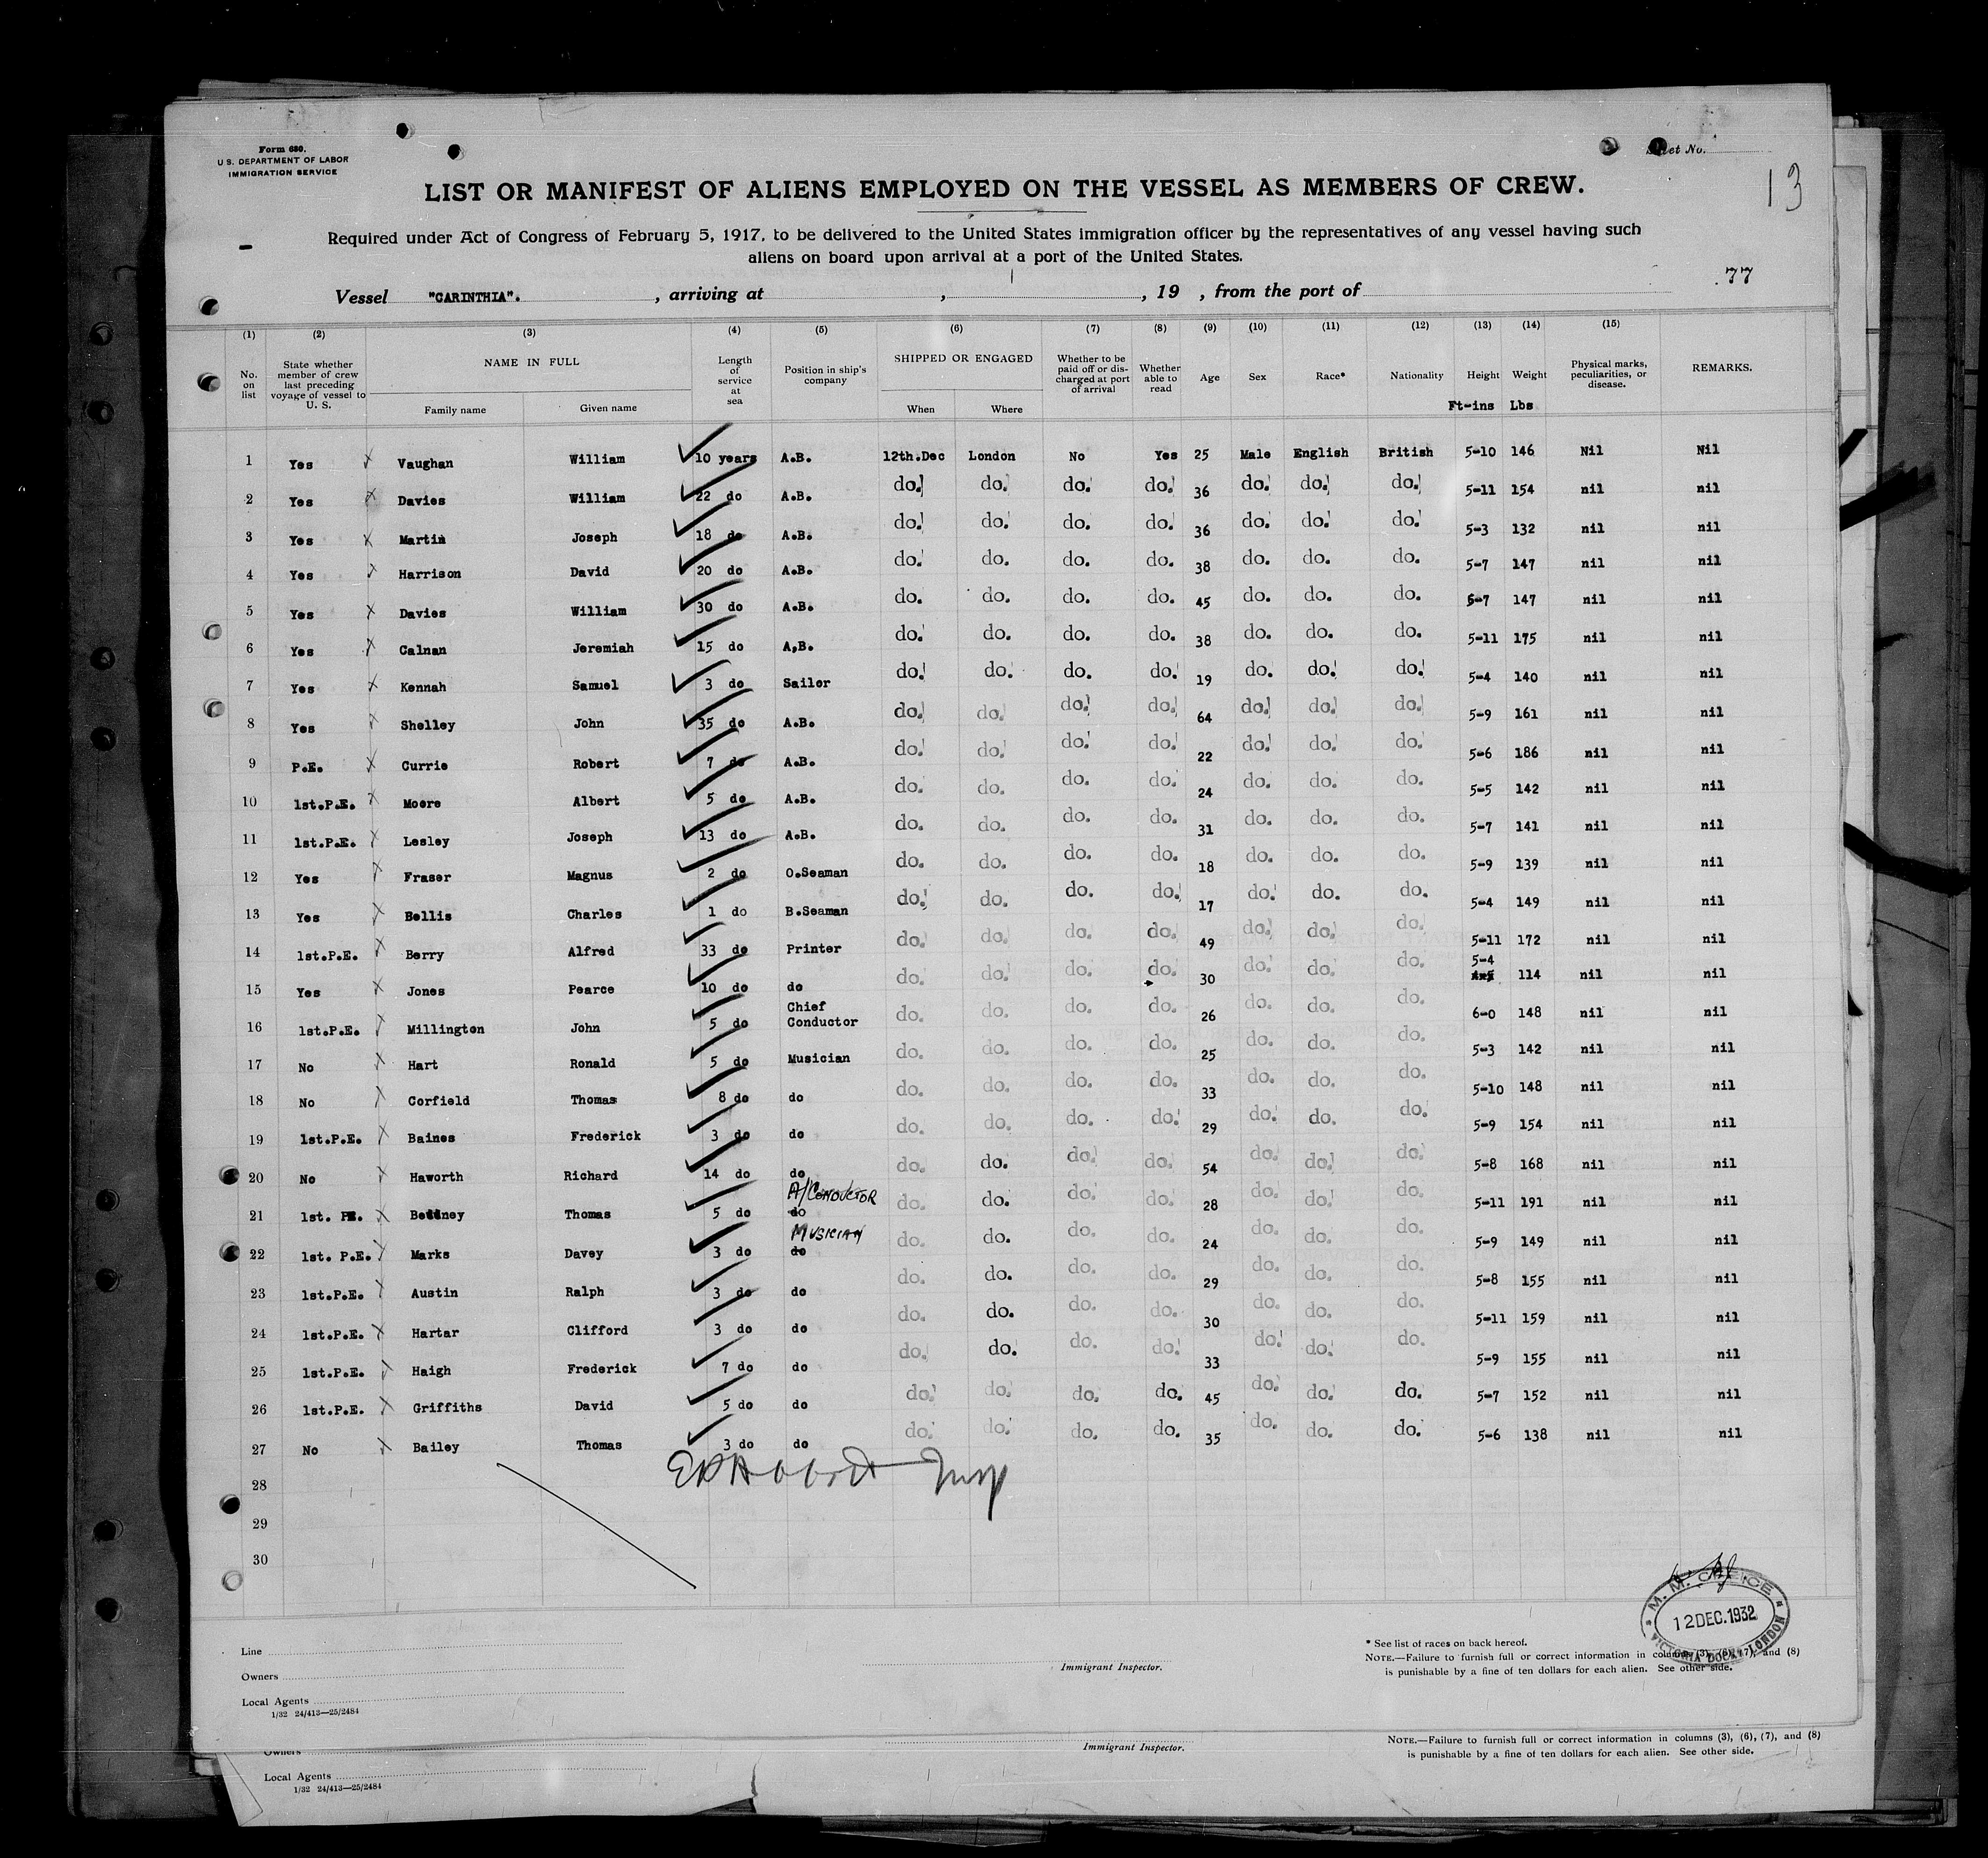 Form 680.
U. S. DEPARTMENT OF LABOR
IMMIGRATION SERVICE
Sheet No.
13
LIST OR MANIFEST OF ALIENS EMPLOYED ON THE VESSEL AS MEMBERS OF CREW.
Required under Act of Congress of February 5, 1917, to be delivered to the United States immigration officer by the representatives of any vessel having such
aliens on board upon arrival at a port of the United States.
77
Vessel "CARINTHIA". , arriving at , , 19 , from the port of
(1) (2) (3) (4) (5) (6) (7) (8) (9) (10) (11) (12) (13) (14) (15)
No. on list State whether member of crew last preceding voyage of vessel to U. S. NAME IN FULL Family name Given name Length of service at sea Position in ship's company SHIPPED OR ENGAGED When Where Whether to be paid off or discharged at port of arrival Whether able to read Age Sex Race* Nationality Height Weight Physical marks, peculiarities, or disease. REMARKS.
Ft-ins Lbs
1 Yes Vaughan William 10 years A.B. 12th.Dec London No Yes 25 Male English British 5-10 146 Nil Nil
2 Yes Davies William 22 do A.B. do. do. do. do. 36 do. do. do. 5-11 154 nil nil
3 Yes Martin Joseph 18 do A.B. do. do. do. do. 36 do. do. do. 5-3 132 nil nil
4 Yes Harrison David 20 do A.B. do. do. do. do. 38 do. do. do. 5-7 147 nil nil
5 Yes Davies William 30 do A.B. do. do. do. do. 45 do. do. do. 5-7 147 nil nil
6 Yes Calnan Jeremiah 15 do A,B. do. do. do. do. 38 do. do. do. 5-11 175 nil nil
7 Yes Kennah Samuel 3 do Sailor do. do. do. do. 19 do. do. do. 5-4 140 nil nil
8 Yes Shelley John 35 do A.B. do. do. do. do. 64 do. do. do. 5-9 161 nil nil
9 P.E. Currie Robert 7 do A.B. do. do. do. do. 22 do. do. do. 5-6 186 nil nil
10 1st.P.E. Moore Albert 5 do A.B. do. do. do. do. 24 do. do. do. 5-5 142 nil nil
11 1st.P.E. Lesley Joseph 13 do A.B. do. do. do. do. 31 do. do. do. 5-7 141 nil nil
12 Yes Fraser Magnus 2 do O.Seaman do. do. do. do. 18 do. do. do. 5-9 139 nil nil
13 Yes Bellis Charles 1 do B.Seaman do. do. do. do. 17 do. do. do. 5-4 149 nil nil
14 1st.P.E. Berry Alfred 33 do Printer do. do. do. do. 49 do. do. do. 5-11 172 nil nil
15 Yes Jones Pearce 10 do do do. do. do. do. 30 do. do. do. 5-4 114 nil nil
16 1st.P.E. Millington John 5 do Chief Conductor do. do. do. do. 26 do. do. do. 6-0 148 nil nil
17 No Hart Ronald 5 do Musician do. do. do. do. 25 do. do. do. 5-3 142 nil nil
18 No Corfield Thomas 8 do do do. do. do. do. 33 do. do. do. 5-10 148 nil nil
19 1st.P.E. Baines Frederick 3 do do do. do. do. do. 29 do. do. do. 5-9 154 nil nil
20 No Haworth Richard 14 do do do. do. do. do. 54 do. do. do. 5-8 168 nil nil
21 1st. PE. Thomas 5 do A/CONDUCTOR do do. do. do. do. 28 do. do. do. 5-11 191 nil nil
22 1st. P.E. Marks Davey 3 do MUSICIAN do do. do. do. do. 24 do. do. do. 5-9 149 nil nil
23 1st.P.E. Austin Ralph 3 do do do. do. do. do. 29 do. do. do. 5-8 155 nil nil
24 1st.P.E. Hartar Clifford 3 do do do. do. do. do. 30 do. do. do. 5-11 159 nil nil
25 1st.P.E. Haigh Frederick 7 do do do. do. do. do. 33 do. do. do. 5-9 155 nil nil
26 1st.P.E. Griffiths David 5 do do do. do. do. do. 45 do. do. do. 5-7 152 nil nil
27 No Bailey Thomas 3 do do do. do. do. do. 35 do. do. do. 5-6 138 nil nil
28
29
30
M. M. OFFICE
12 DEC. 1932
VICTORIA DOCK. LONDON
Line
Owners
Local Agents
1/32 24/413—25/2484
Immigrant Inspector.
* See list of races on back hereof.
NOTE.—Failure to furnish full or correct information in columns (3), (6), (7), and (8)
is punishable by a fine of ten dollars for each alien. See other side.
Owners
Local Agents
1/32 24/413—25/2484
Immigrant Inspector.
NOTE.—Failure to furnish full or correct information in columns (3), (6), (7), and (8)
is punishable by a fine of ten dollars for each alien. See other side.